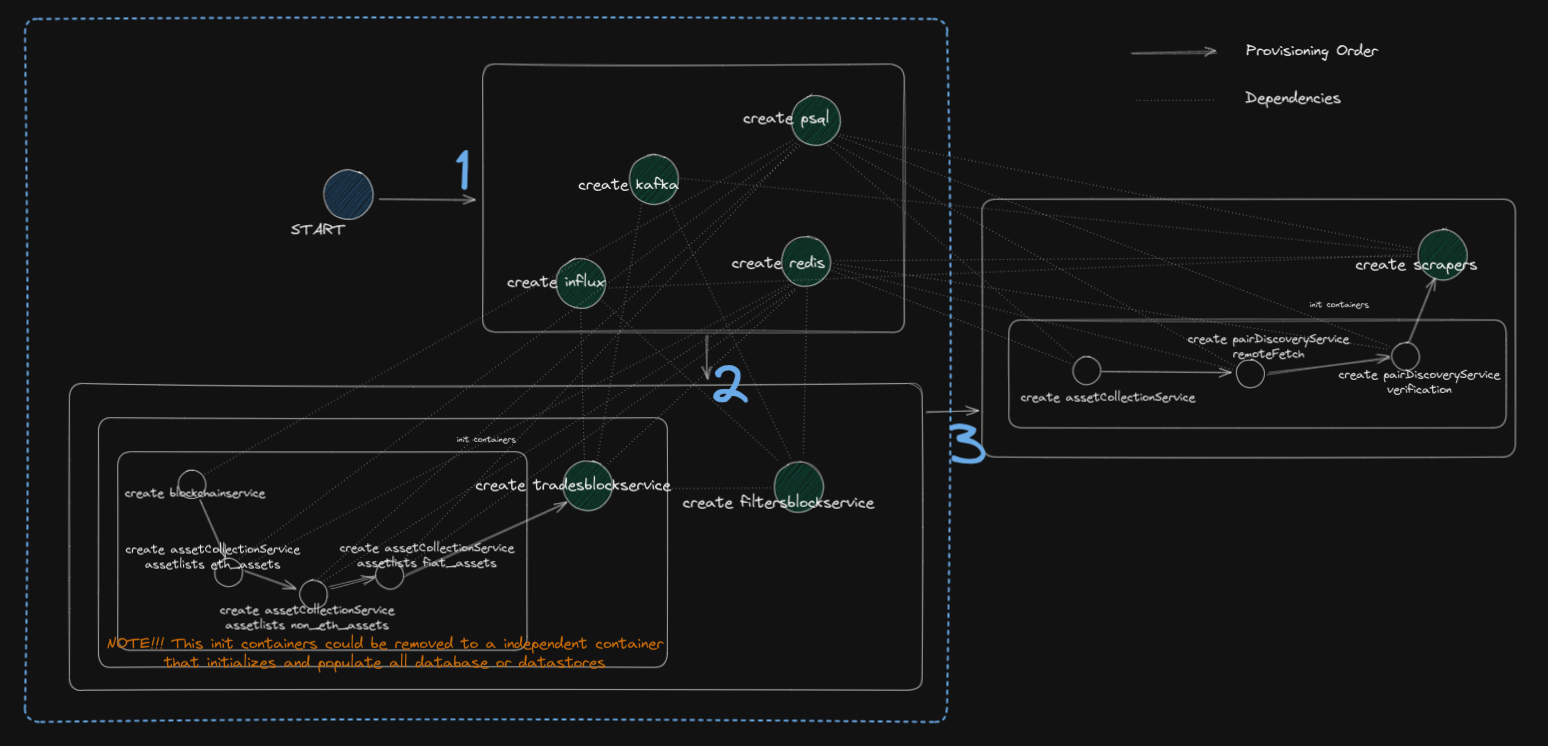 Provisioning Order
Dependencies
1
START
create psql
create kafka
create redis
create influx
2
3
create scrapers
init containers
create pairDiscoveryService
remoteFetch
create pairDiscoveryService
verification
create assetCollectionService
init containers
create blockchainservice
create tradesblockservice
create filtersblockservice
create assetCollectionService
assetlists eth_assets
create assetCollectionService
assetlists fiat_assets
create assetCollectionService
assetlists non_eth_assets
NOTE!!! This init containers could be removed to a independent container
that initializes and populate all database or datastores